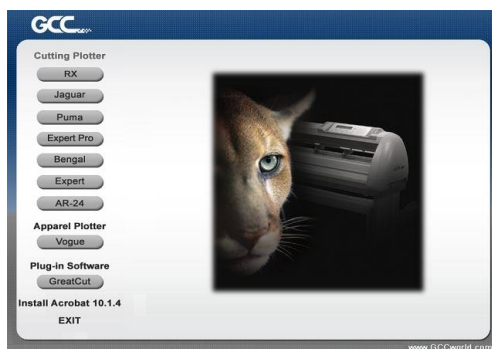 GCC
Cutting Plotter
RX
Jaguar
Puma
Expert Pro
Bengal
Expert
AR-24
Apparel Plotter
Vogue
Plug-in Software
GreatCut
Install Acrobat 10.1.4
EXIT
www.GCCworld.com